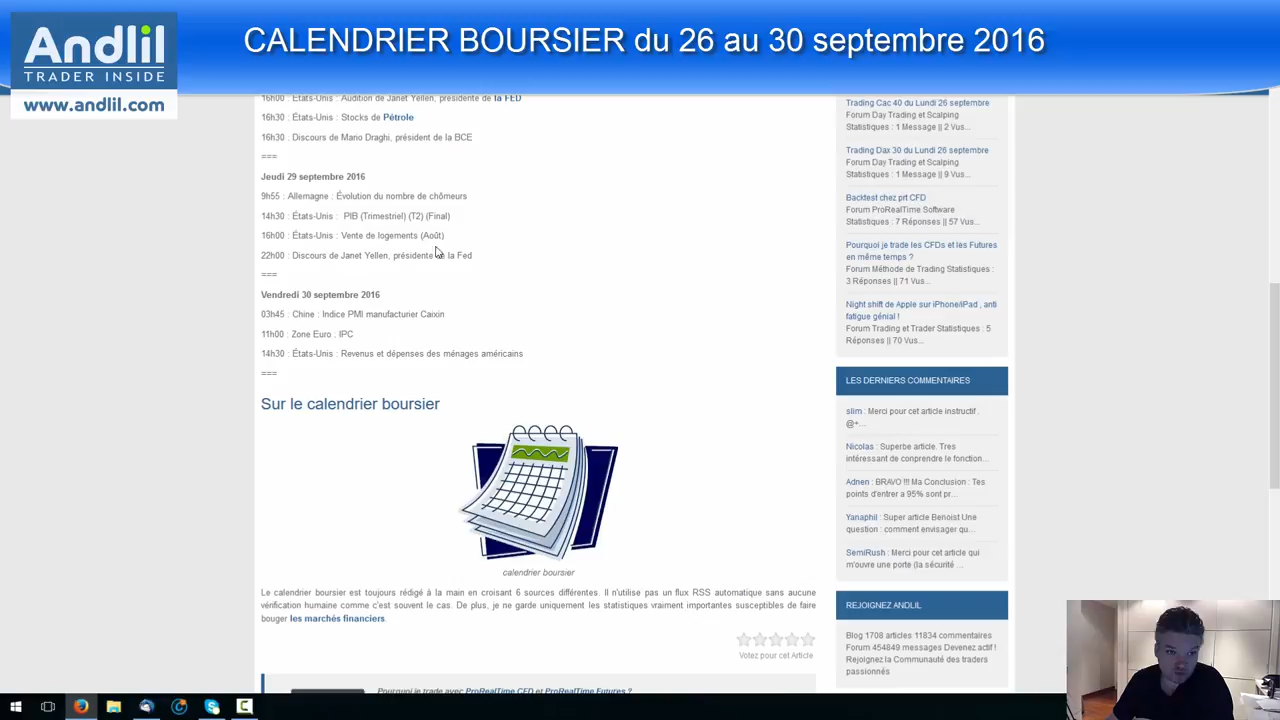 Andlil
TRADER INSIDE
www.andlil.com
CALENDRIER BOURSIER du 26 au 30 septembre 2016
16h00 : États-Unis : Audition de Janet Yellen, présidente de la FED
16h30 : États-Unis : Stocks de Pétrole
16h30 : Discours de Mario Draghi, président de la BCE
===
Jeudi 29 septembre 2016
9h55 : Allemagne : Évolution du nombre de chômeurs
14h30 : États-Unis : PIB (Trimestriel) (T2) (Final)
16h00 : États-Unis : Vente de logements (Août)
22h00 : Discours de Janet Yellen, présidente la Fed
===
Vendredi 30 septembre 2016
03h45 : Chine : Indice PMI manufacturier Caixin
11h00 : Zone Euro : IPC
14h30 : États-Unis : Revenus et dépenses des ménages américains
===
Sur le calendrier boursier
calendrier boursier
Le calendrier boursier est toujours rédigé à la main en croisant 6 sources différentes. Il n'utilise pas un flux RSS automatique sans aucune
vérification humaine comme c'est souvent le cas. De plus, je ne garde uniquement les statistiques vraiment importantes susceptibles de faire
bouger les marchés financiers.
Votez pour cet Article
Pourquoi je trade avec ProRealTime CFD et ProRealTime Futures ?
Trading Cac 40 du Lundi 26 septembre
Forum Day Trading et Scalping
Statistiques : 1 Message || 2 Vus...
Trading Dax 30 du Lundi 26 septembre
Forum Day Trading et Scalping
Statistiques : 1 Message || 9 Vus...
Backtest chez prt CFD
Forum ProRealTime Software
Statistiques : 7 Réponses || 57 Vus...
Pourquoi je trade les CFDs et les Futures
en même temps ?
Forum Méthode de Trading Statistiques :
3 Réponses || 71 Vus...
Night shift de Apple sur iPhone/iPad , anti
fatigue génial !
Forum Trading et Trader Statistiques : 5
Réponses || 70 Vus...
LES DERNIERS COMMENTAIRES
slim : Merci pour cet article instructif .
@+...
Nicolas : Superbe article. Tres
intéressant de conprendre le fonction...
Adnen : BRAVO !!! Ma Conclusion : Tes
points d'entrer a 95% sont pr...
Yanaphil : Super article Benoist Une
question : comment envisager qu...
SemiRush : Merci pour cet article qui
m'ouvre une porte (la sécurité ...
REJOIGNEZ ANDLIL
Blog 1708 articles 11834 commentaires
Forum 454849 messages Devenez actif !
Rejoignez la Communauté des traders
passionnés